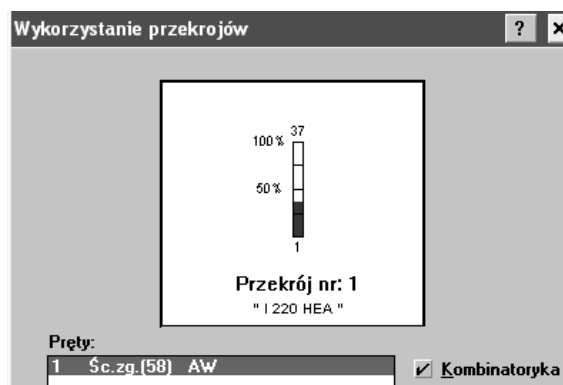 Wykorzystanie przekrojów ?
37
100%
50%
1
Przekrój nr: 1
" I 220 HEA "
Pręty:
1 Śc.zg.(58) AW
Kombinatoryka